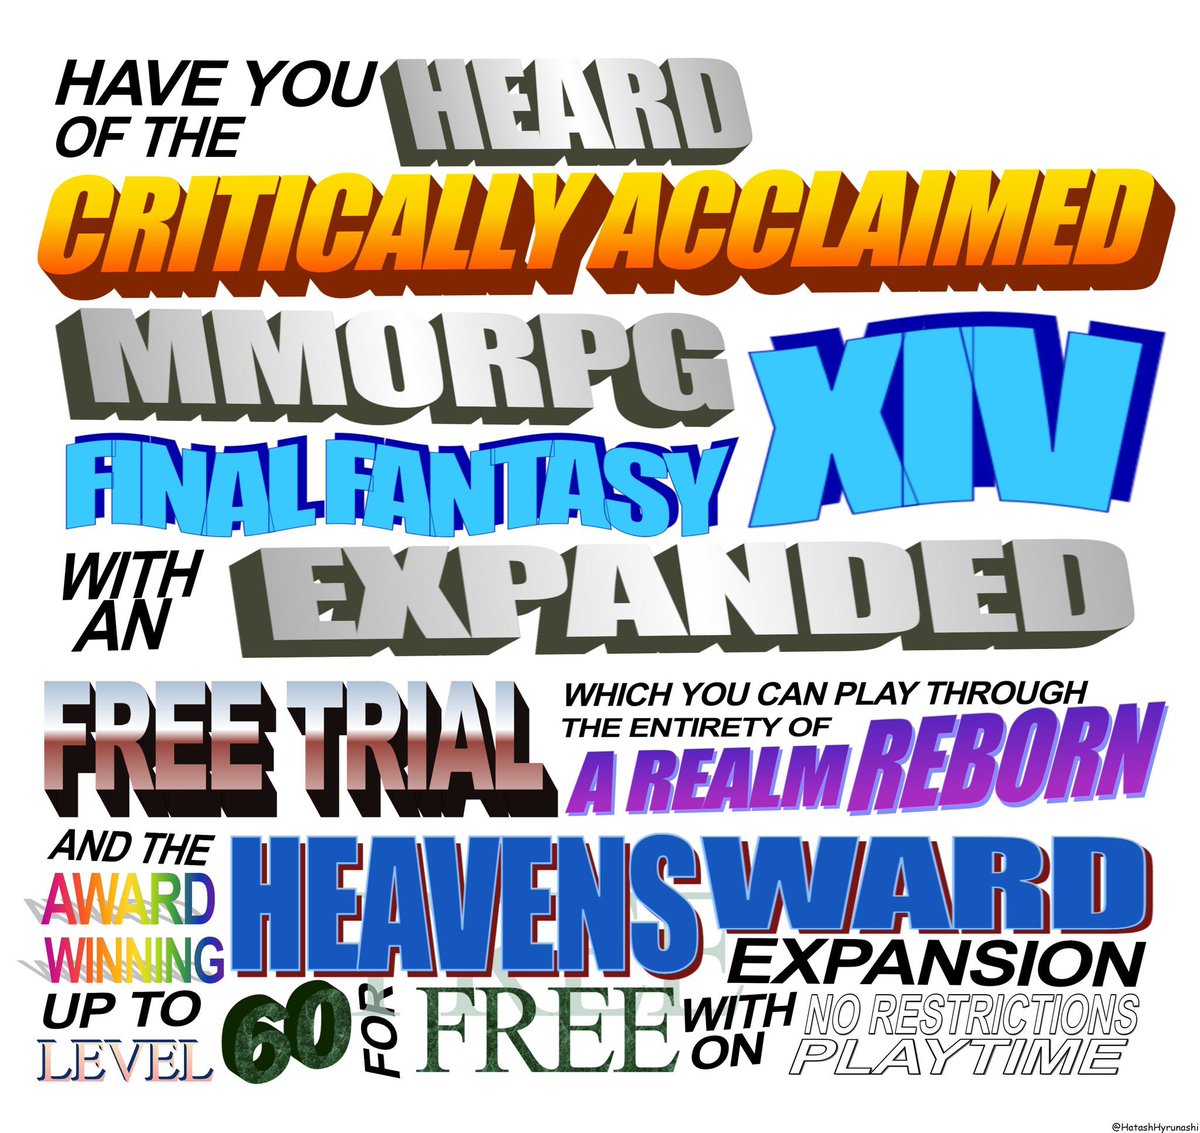 HAVE YOU HEARD
OF THE
CRITICALLY ACCLAIMED
MMORPG
FINAL FANTASY XIV
WITH AN EXPANDED
FREE TRIAL
WHICH YOU CAN PLAY THROUGH
THE ENTIRETY OF
A REALM REBORN
AND THE
AWARD
WINNING
HEAVENSWARD
EXPANSION
UP TO
LEVEL
60 FOR FREE
WITH
ON
NO RESTRICTIONS
PLAYTIME
@HatashHyrunashi